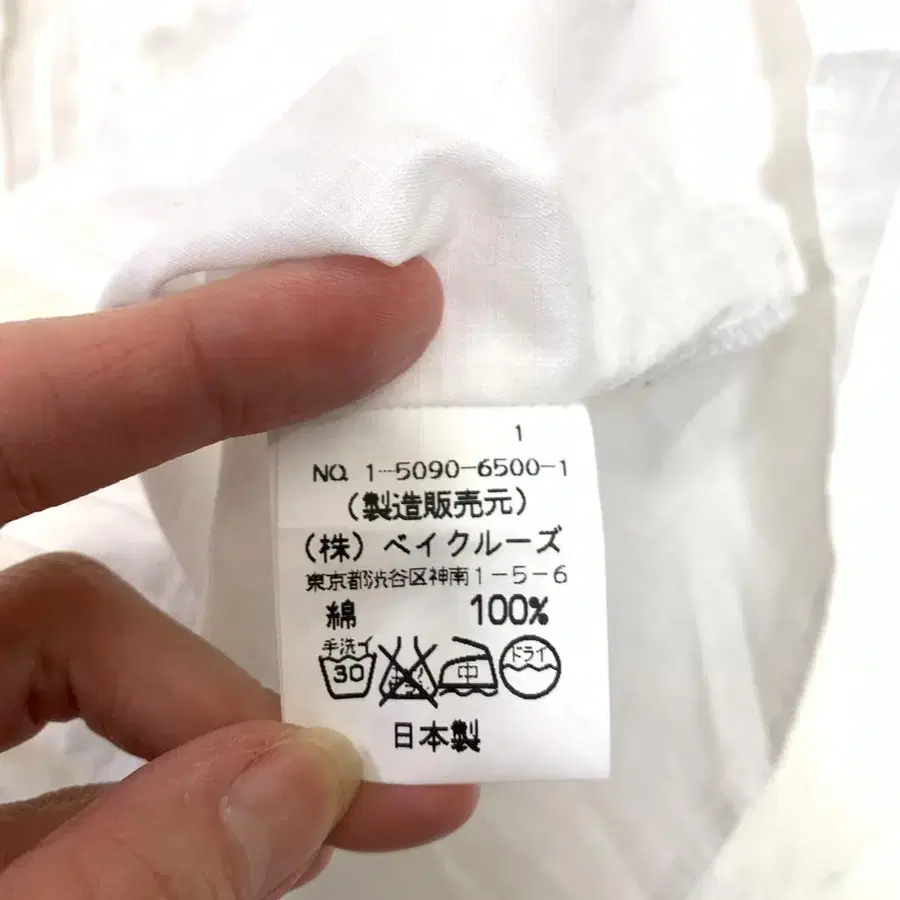 1
NO. 1-5090-6500-1
(製造販売元)
(株) ベイクルーズ
東京都渋谷区神南1-5-6
綿 100%
手洗イ 30 中 ドライ
日本製